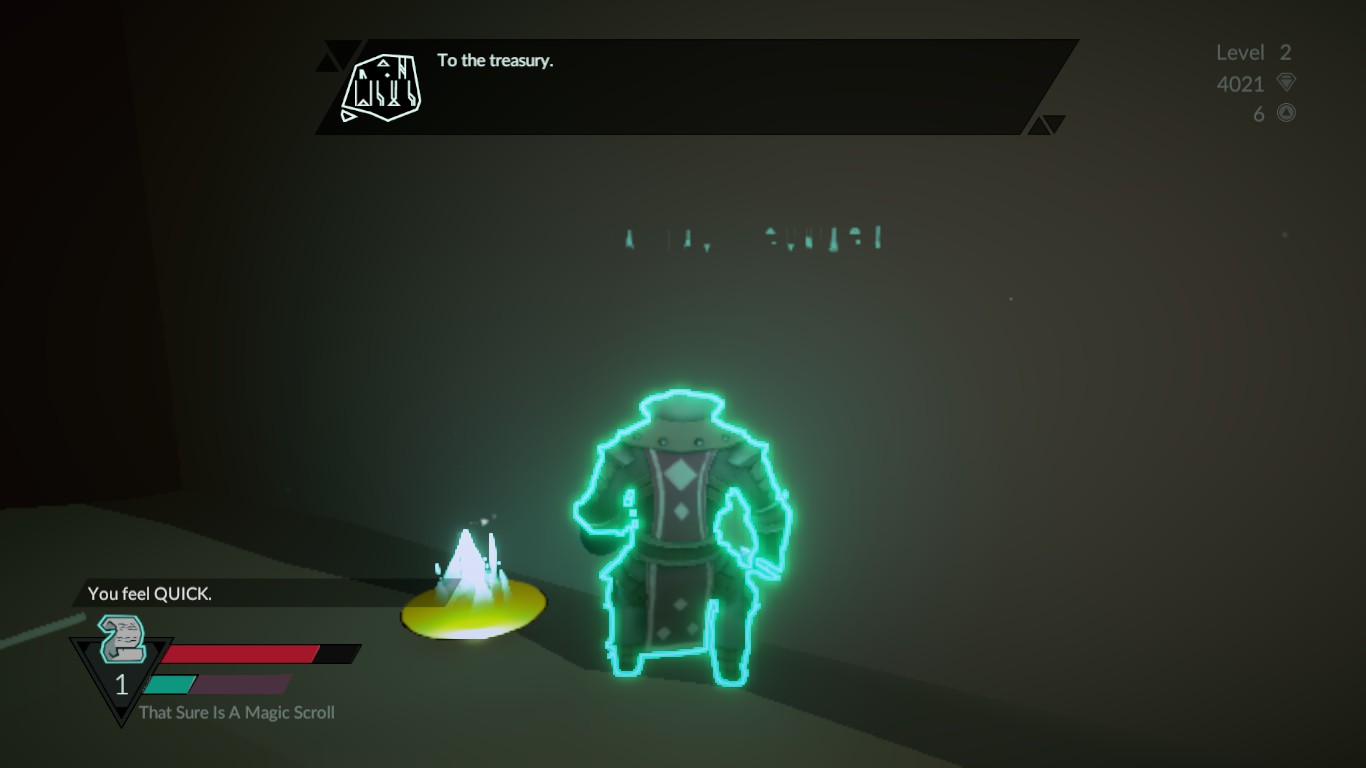 To the treasury.
Level 2
4021
6
You feel QUICK.
1
That Sure Is A Magic Scroll